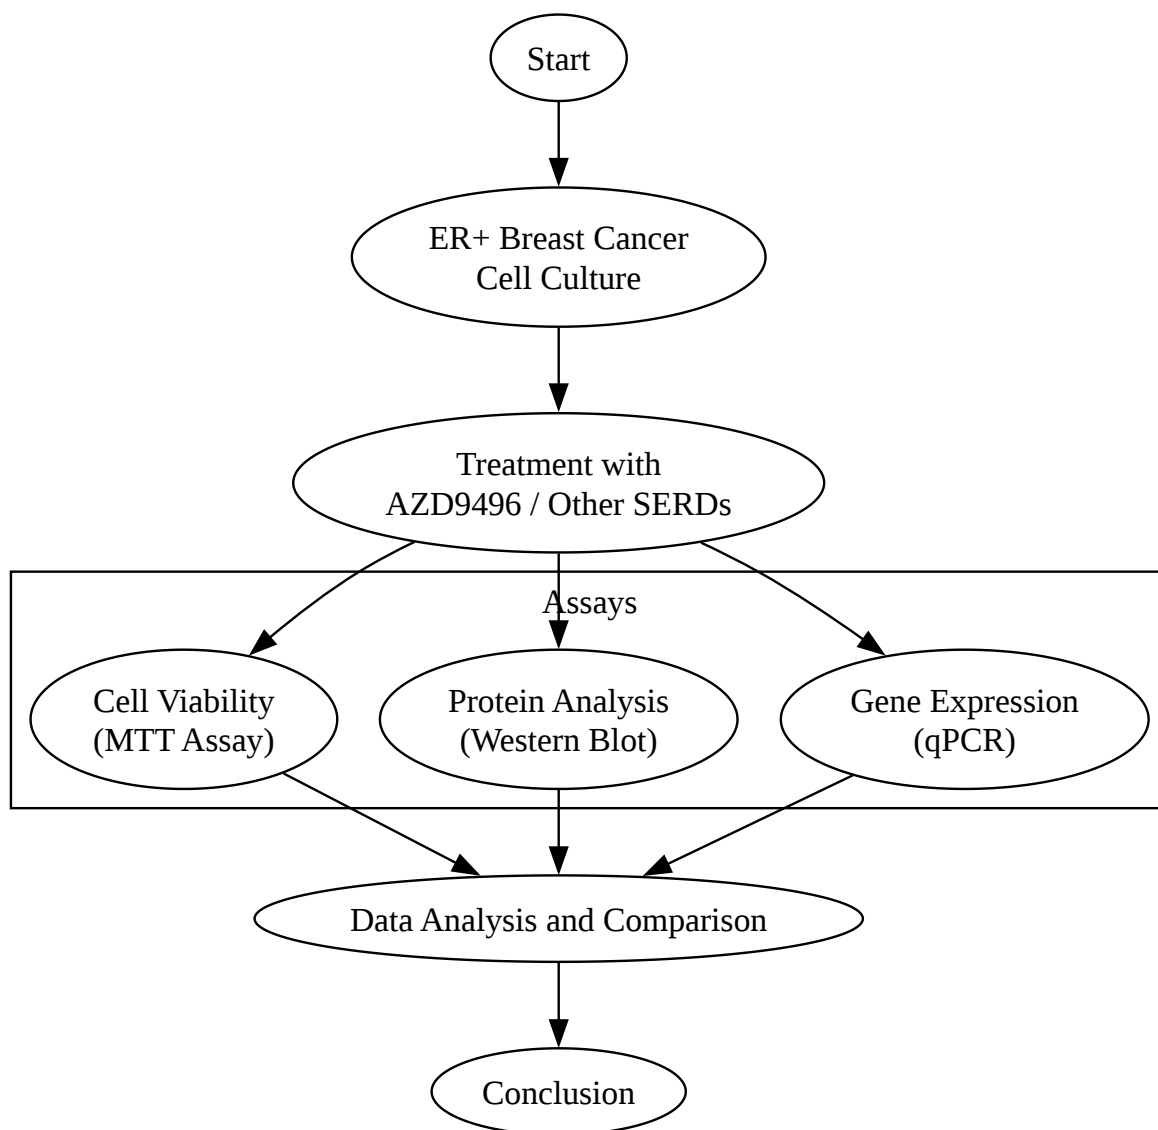 Start
ER+ Breast Cancer
Cell Culture
Treatment with
AZD9496 / Other SERDs
Assays
Cell Viability
(MTT Assay)
Protein Analysis
(Western Blot)
Gene Expression
(qPCR)
Data Analysis and Comparison
Conclusion